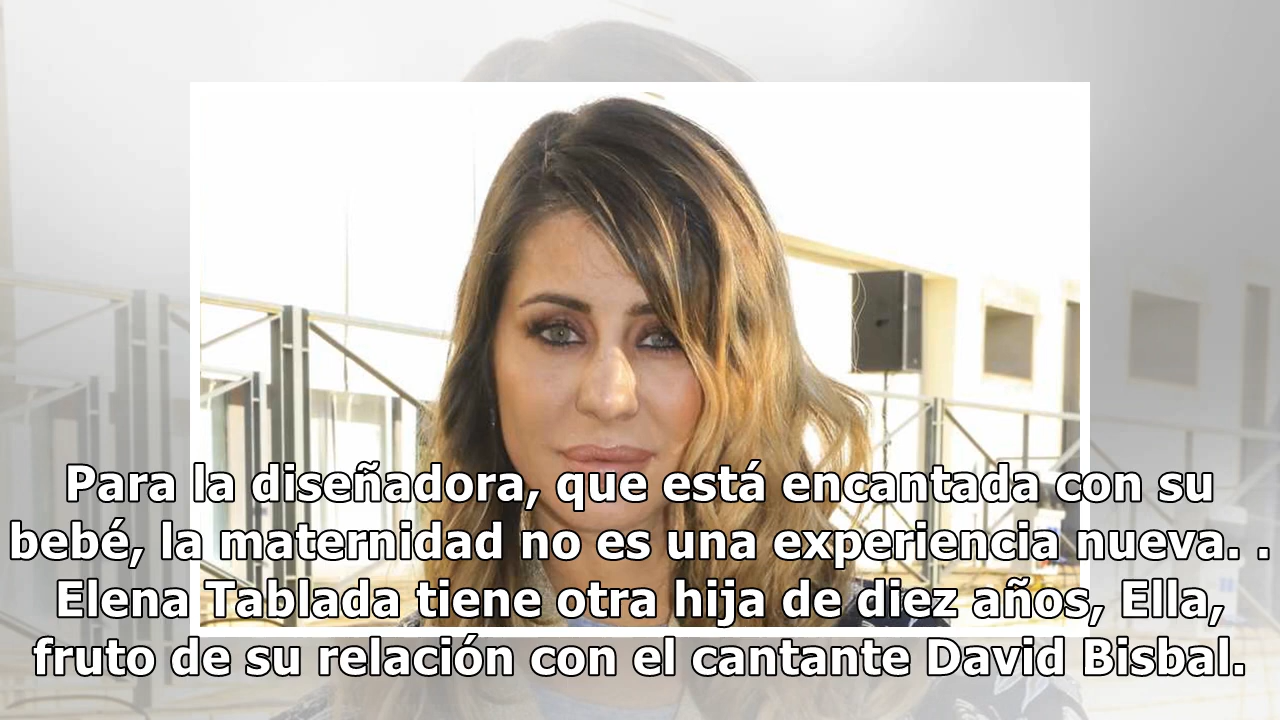 Para la diseñadora, que está encantada con su
bebé, la maternidad no es una experiencia nueva. .
Elena Tablada tiene otra hija de diez años, Ella,
fruto de su relación con el cantante David Bisbal.